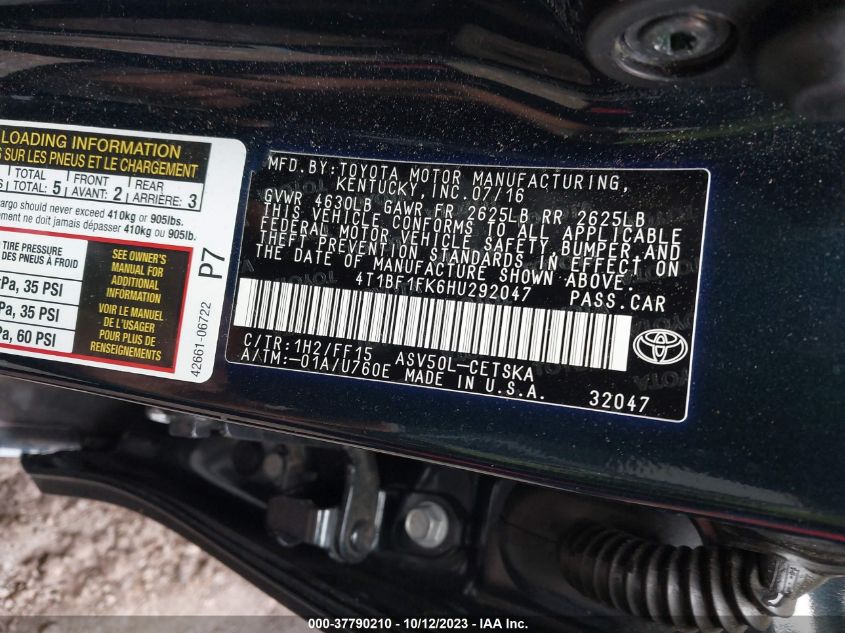 LOADING INFORMATION
SUR LES PNEUS ET LE CHARGEMENT
TOTAL
TOTAL: 5
FRONT
AVANT: 2
REAR
ARRIÈRE: 3
should never exceed 410kg or 905lbs.
ne doit jamais dépasser 410kg ou 905lbs.
TIRE PRESSURE
DES PNEUS À FROID
35 PSI
35 PSI
60 PSI
SEE OWNER'S
MANUAL FOR
ADDITIONAL
INFORMATION
VOIR LE MANUEL
DE L'USAGER
POUR PLUS DE
RENSEIGNEMENTS
P7
42661-06722
MFD. BY: TOYOTA MOTOR MANUFACTURING,
KENTUCKY, INC. 07/16
GVWR 4630LB GAWR FR 2625LB RR 2625LB
THIS VEHICLE CONFORMS TO ALL APPLICABLE
FEDERAL MOTOR VEHICLE SAFETY, BUMPER, AND
THEFT PREVENTION STANDARDS IN EFFECT ON
THE DATE OF MANUFACTURE SHOWN ABOVE.
4T1BF1FK6HU292047 PASS.CAR
C/TR: 1H2/FF15 ASV50L-CETSKA
A/TM:-01A/U760E MADE IN U.S.A.
32047
TOYOTA
000-37790210 - 10/12/2023 - IAA Inc.